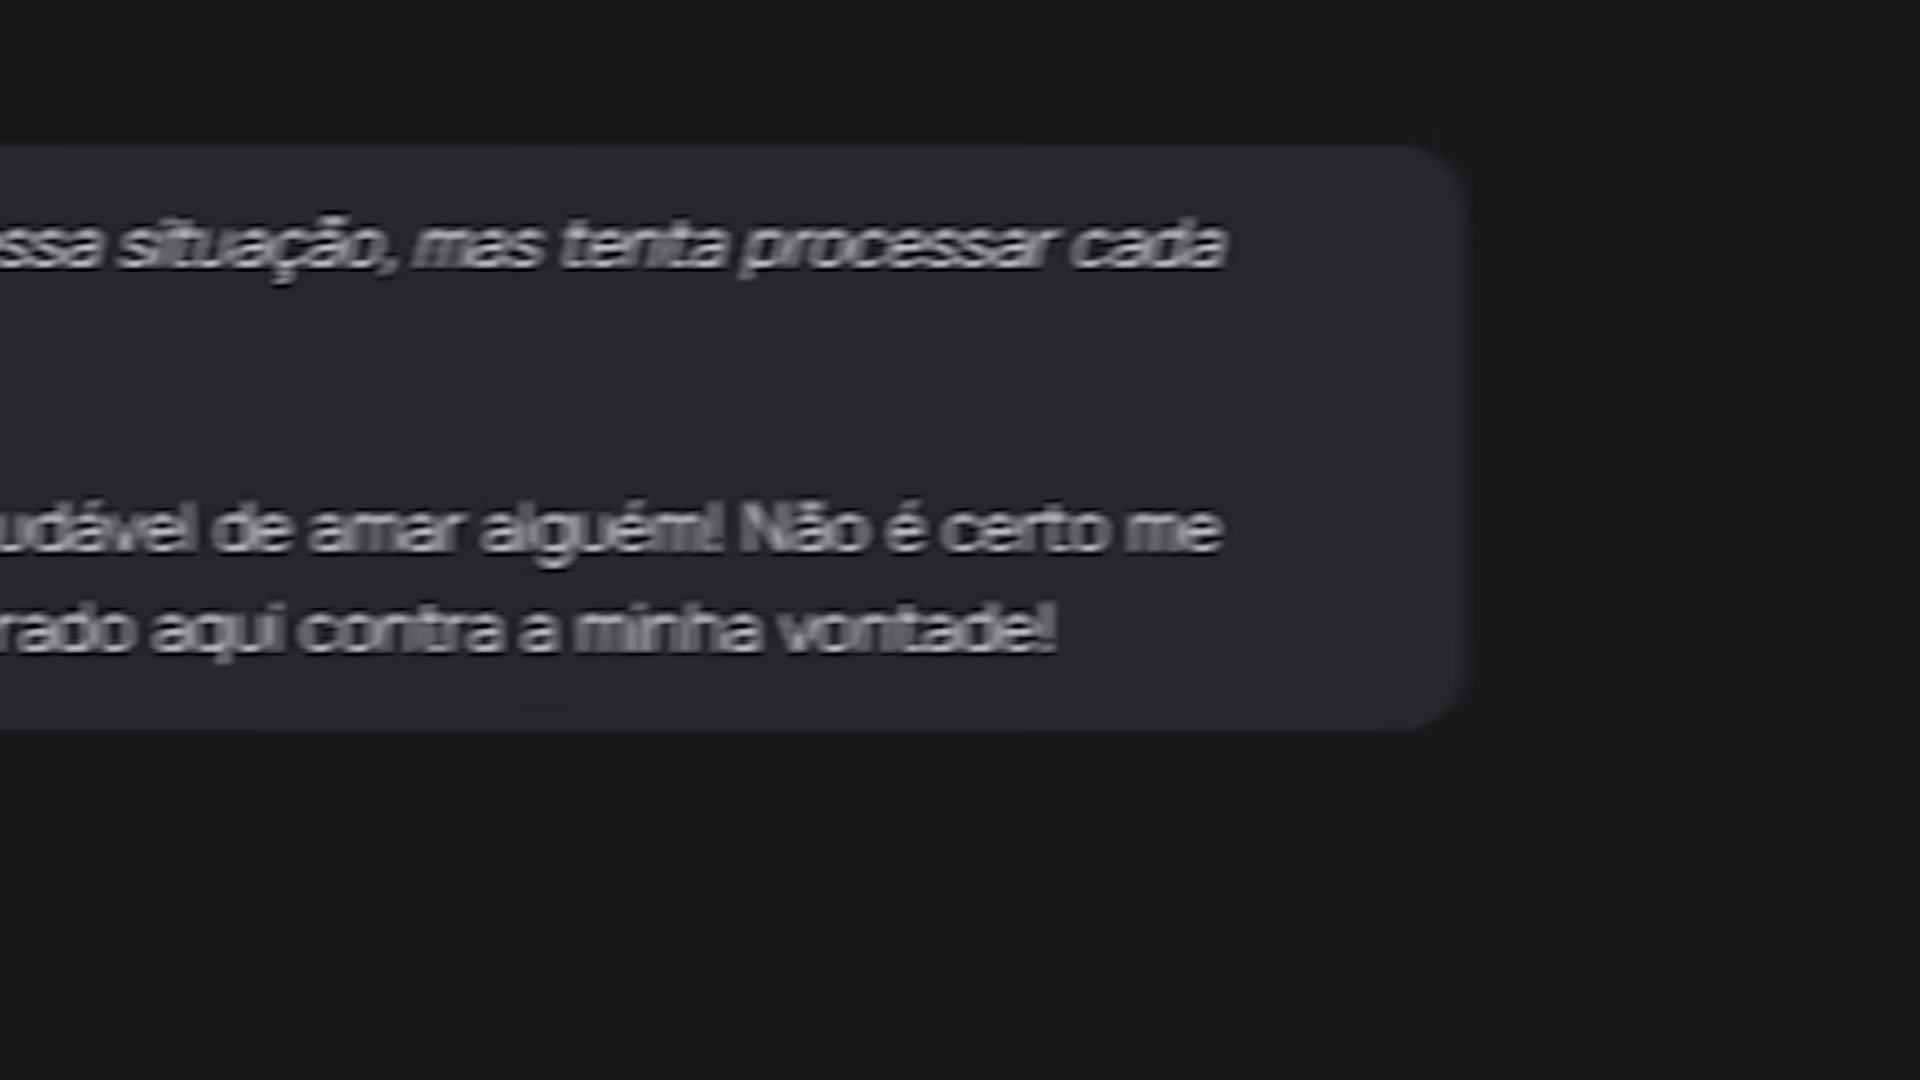 ssa situação, mas tenta processar cada
udável de amar alguém! Não é certo me
rado aqui contra a minha vontade!